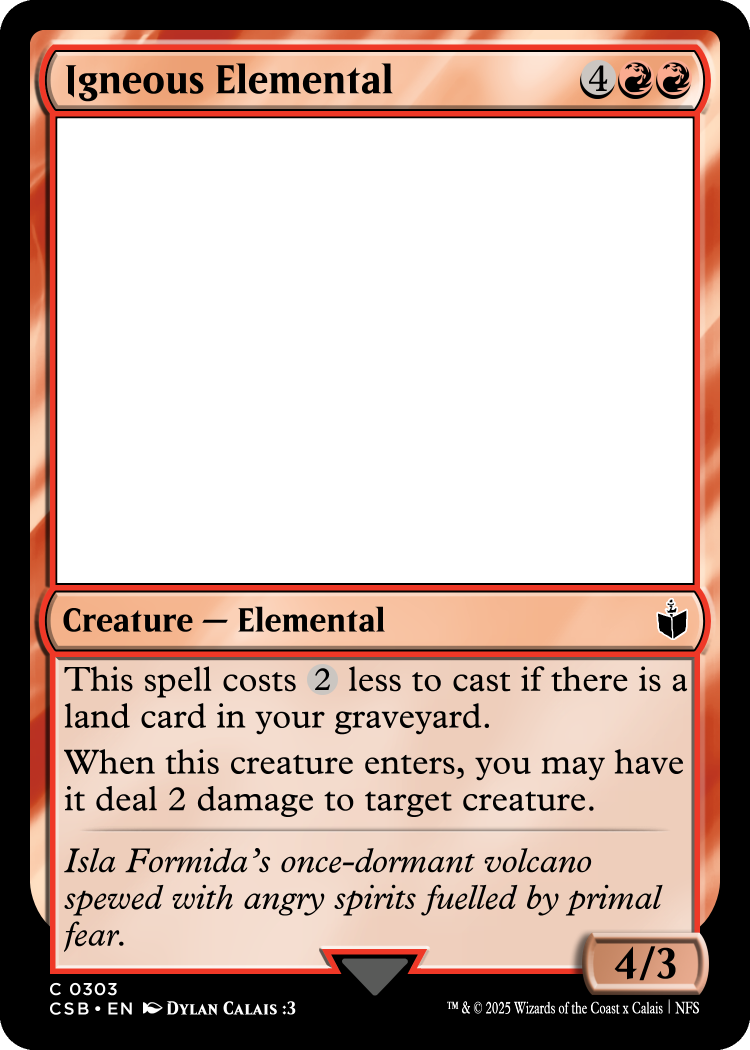 Igneous Elemental 4
Creature — Elemental
This spell costs 2 less to cast if there is a
land card in your graveyard.
When this creature enters, you may have
it deal 2 damage to target creature.
Isla Formida's once-dormant volcano
spewed with angry spirits fuelled by primal
fear.
4/3
C 0303
CSB • EN Dylan Calais :3
™ & © 2025 Wizards of the Coast x Calais | NFS